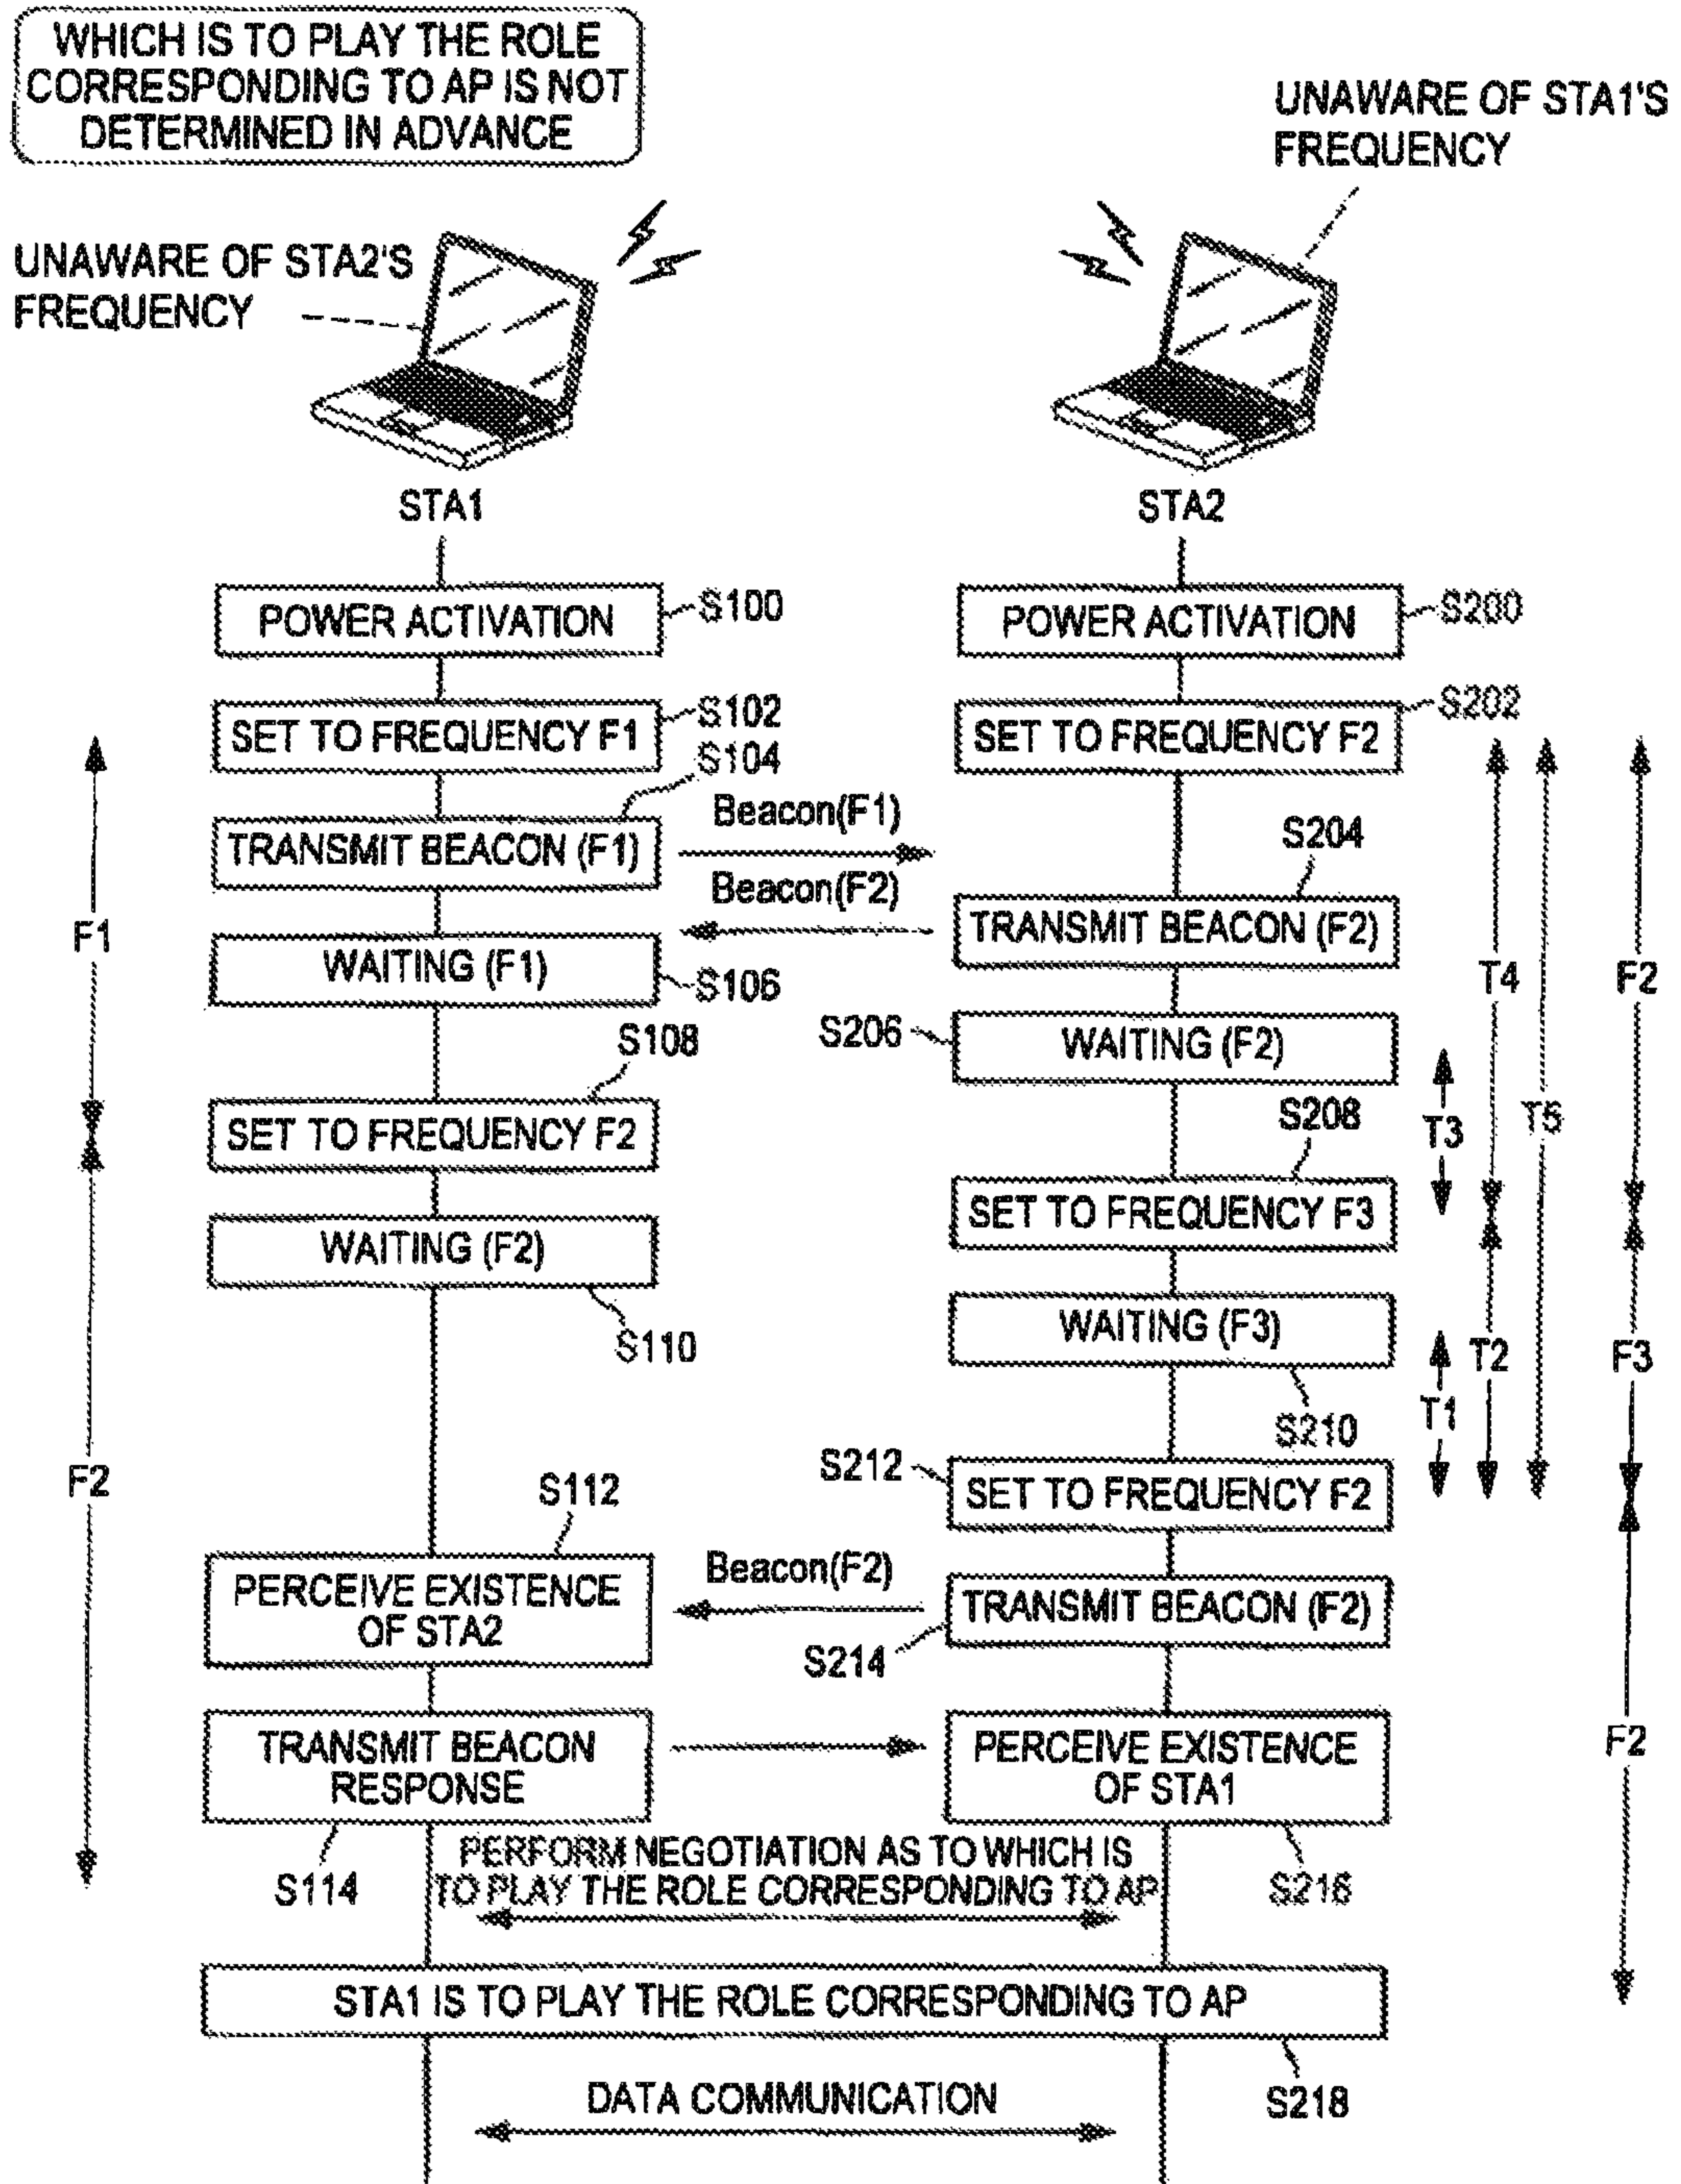 WHICH IS TO PLAY THE ROLE
CORRESPONDING TO AP IS NOT
DETERMINED IN ADVANCE
UNAWARE OF STA1'S
FREQUENCY
UNAWARE OF STA2'S
FREQUENCY
STA1
STA2
POWER ACTIVATION
S100
POWER ACTIVATION
S200
SET TO FREQUENCY F1
S102
SET TO FREQUENCY F2
S202
S104
TRANSMIT BEACON (F1)
Beacon(F1)
S204
Beacon(F2)
TRANSMIT BEACON (F2)
F1
WAITING (F1)
S106
T4
F2
S206
WAITING (F2)
S108
SET TO FREQUENCY F2
S208
T3
T5
SET TO FREQUENCY F3
WAITING (F2)
S110
WAITING (F3)
T2
F3
T1
S210
F2
S212
SET TO FREQUENCY F2
S112
PERCEIVE EXISTENCE
OF STA2
Beacon(F2)
TRANSMIT BEACON (F2)
S214
TRANSMIT BEACON
RESPONSE
PERCEIVE EXISTENCE
OF STA1
F2
S114
PERFORM NEGOTIATION AS TO WHICH IS
TO PLAY THE ROLE CORRESPONDING TO AP
S216
STA1 IS TO PLAY THE ROLE CORRESPONDING TO AP
DATA COMMUNICATION
S218